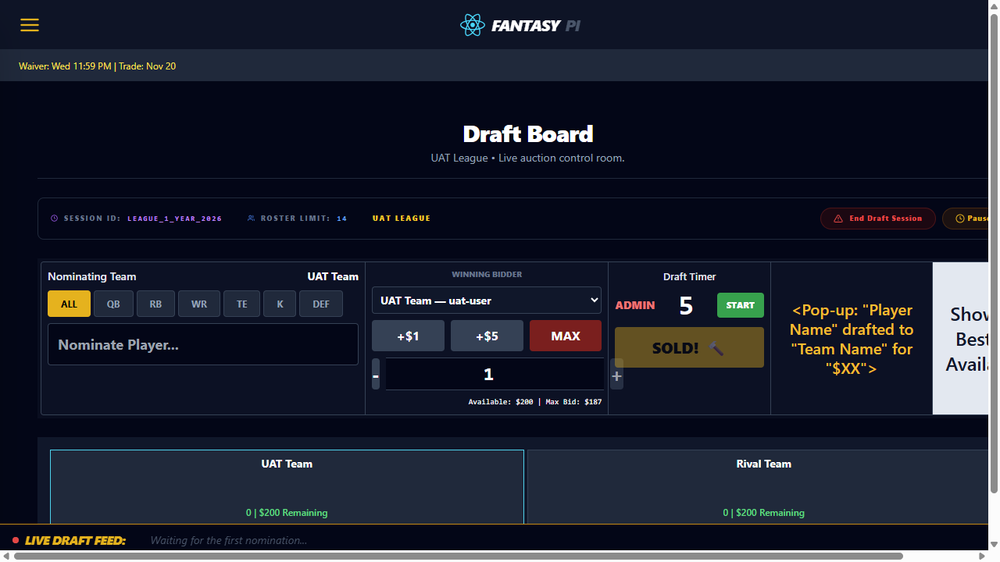 FANTASY PI
Waiver: Wed 11:59 PM | Trade: Nov 20
Draft Board
UAT League • Live auction control room.
SESSION ID: LEAGUE_1_YEAR_2026
ROSTER LIMIT: 14
UAT LEAGUE
End Draft Session
Pause
Nominating Team
UAT Team
ALL
QB
RB
WR
TE
K
DEF
Nominate Player...
WINNING BIDDER
UAT Team — uat-user
+$1
+$5
MAX
-
1
+
Available: $200 | Max Bid: $187
Draft Timer
ADMIN
5
START
SOLD!
<Pop-up: "Player
Name" drafted to
"Team Name" for
"$XX">
Best
UAT Team
0 | $200 Remaining
Rival Team
0 | $200 Remaining
LIVE DRAFT FEED:
Waiting for the first nomination...